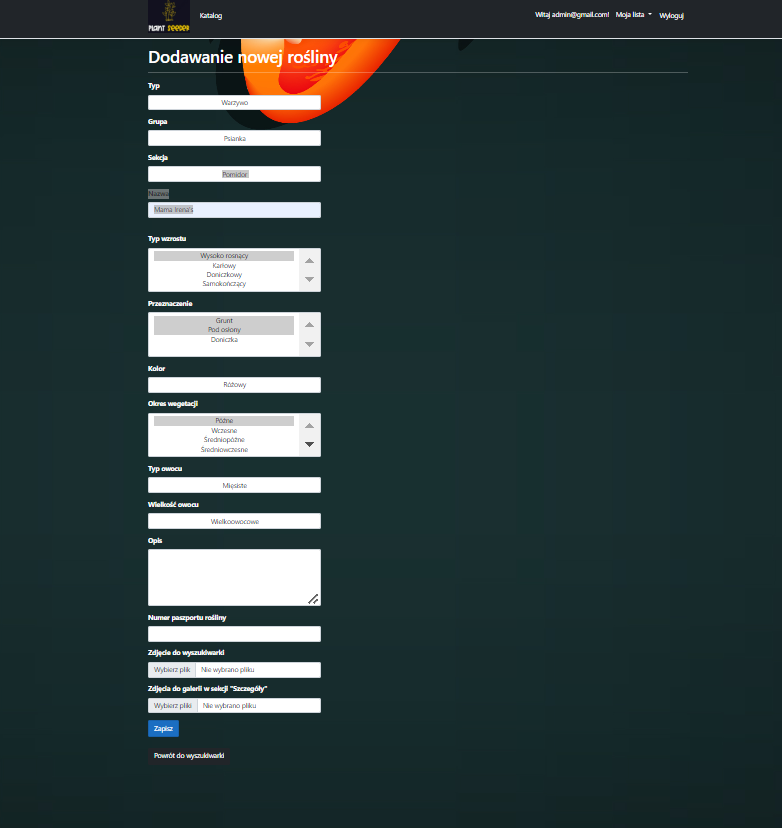 PLANT SEEDER
Katalog
Witaj admin@gmail.com!
Moja lista
Wyloguj
Dodawanie nowej rośliny
Typ
Warzywo
Grupa
Psianka
Sekcja
Pomidor
Nazwa
Mama Irena's
Typ wzrostu
Wysoko rosnący
Karłowy
Doniczkowy
Samokończący
Przeznaczenie
Grunt
Pod osłony
Doniczka
Kolor
Różowy
Okres wegetacji
Późne
Wczesne
Średniopóźne
Średniowczesne
Typ owocu
Mięsiste
Wielkość owocu
Wielkoowocowe
Opis
Numer paszportu rośliny
Zdjęcie do wyszukiwarki
Wybierz plik Nie wybrano pliku
Zdjęcia do galerii w sekcji "Szczegóły"
Wybierz pliki Nie wybrano pliku
Zapisz
Powrót do wyszukiwarki